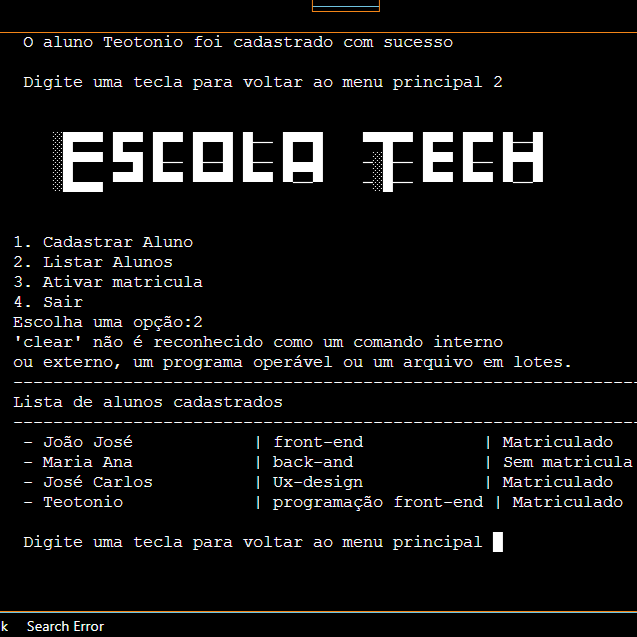 O aluno Teotonio foi cadastrado com sucesso
Digite uma tecla para voltar ao menu principal 2
ESCOLA TECH
1. Cadastrar Aluno
2. Listar Alunos
3. Ativar matricula
4. Sair
Escolha uma opção:2
'clear' não é reconhecido como um comando interno
ou externo, um programa operável ou um arquivo em lotes.
----------------------------------------------------------------
Lista de alunos cadastrados
----------------------------------------------------------------
- João José | front-end | Matriculado
- Maria Ana | back-and | Sem matricula
- José Carlos | Ux-design | Matriculado
- Teotonio | programação front-end | Matriculado
Digite uma tecla para voltar ao menu principal
k Search Error